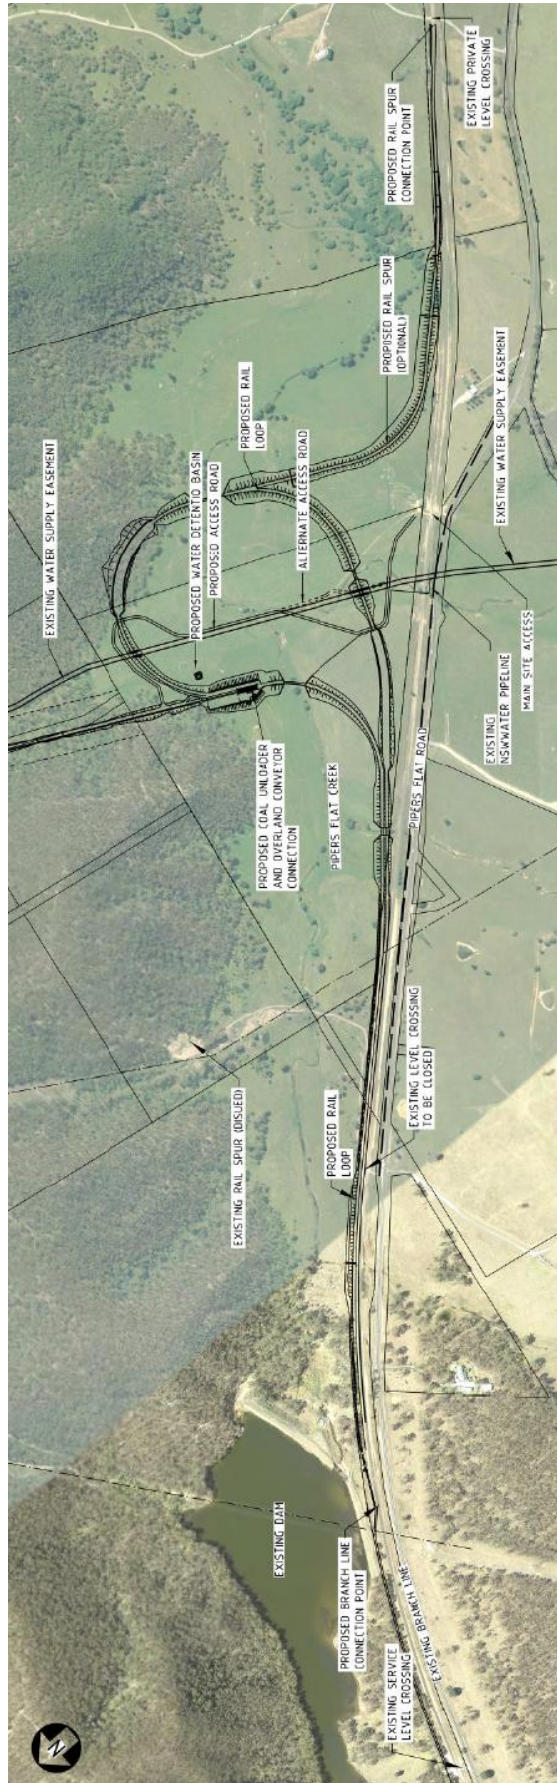 EXISTING WATER SUPPLY EASEMENT
PROPOSED WATER DETENTIO BASIN
PROPOSED ACCESS ROAD
PROPOSED RAIL
LOOP
ALTERNATE ACCESS ROAD
PROPOSED RAIL SPUR
(OPTIONAL)
PROPOSED RAIL SPUR
CONNECTION POINT
EXISTING PRIVATE
LEVEL CROSSING
EXISTING WATER SUPPLY EASEMENT
MAIN SITE ACCESS
EXISTING
NSWWATER PIPELINE
PIPERS FLAT ROAD
PROPOSED COAL UNLOADER
AND OVERLAND CONVEYOR
CONNECTION
PIPERS FLAT CREEK
EXISTING RAIL SPUR (DISUED)
PROPOSED RAIL
LOOP
EXISTING LEVEL CROSSING
TO BE CLOSED
EXISTING DAM
PROPOSED BRANCH LINE
CONNECTION POINT
EXISTING BRANCH LINE
EXISTING SERVICE
LEVEL CROSSING
N